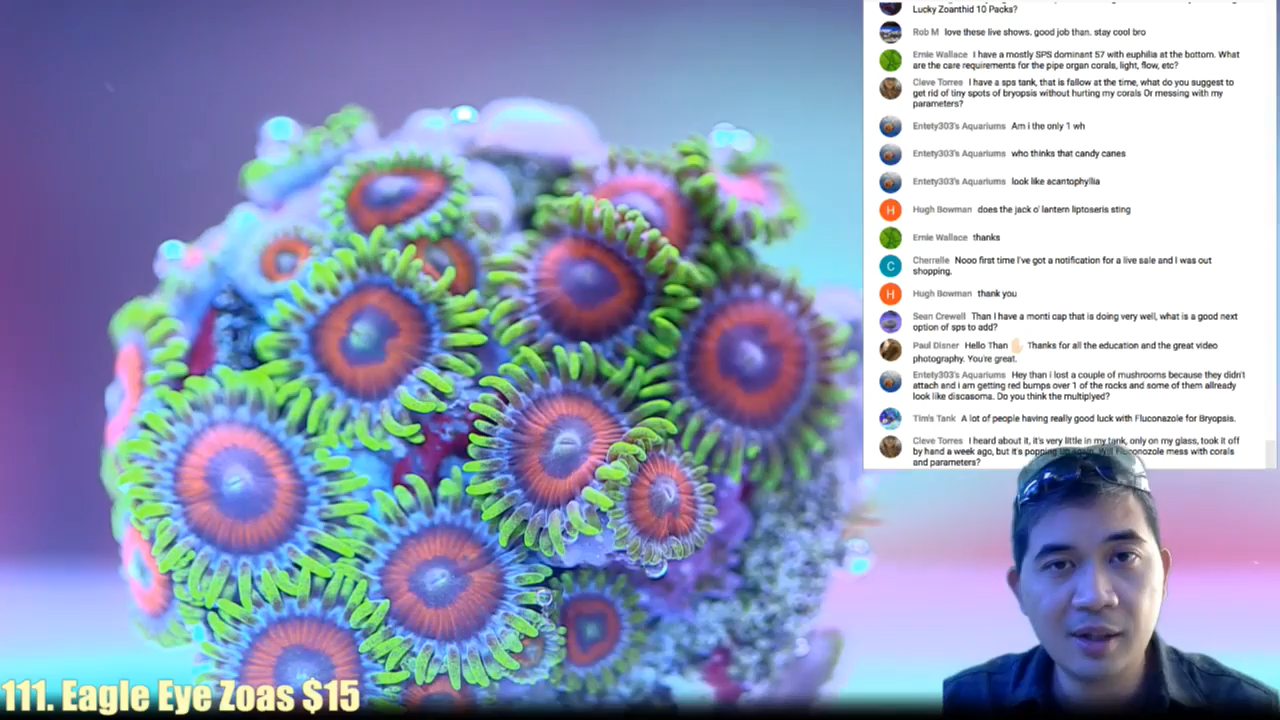 Lucky Zoanthid 10 Packs?
Rob M love these live shows. good job than. stay cool bro
Ernie Wallace I have a mostly SPS dominant 57 with euphilia at the bottom. What
are the care requirements for the pipe organ corals, light, flow, etc?
Cleve Torres I have a sps tank, that is fallow at the time, what do you suggest to
get rid of tiny spots of bryopsis without hurting my corals Or messing with my
parameters?
Entety303's Aquariums Am i the only 1 wh
Entety303's Aquariums who thinks that candy canes
Entety303's Aquariums look like acantophyllia
H Hugh Bowman does the jack o' lantern liptoseris sting
Ernie Wallace thanks
C Cherrelle Nooo first time I've got a notification for a live sale and I was out
shopping.
H Hugh Bowman thank you
Sean Crewell Than I have a monti cap that is doing very well, what is a good next
option of sps to add?
Paul Disner Hello Than Thanks for all the education and the great video
photography. You're great.
Entety303's Aquariums Hey than i lost a couple of mushrooms because they didn't
attach and i am getting red bumps over 1 of the rocks and some of them allready
look like discasoma. Do you think the multiplyed?
Tim's Tank A lot of people having really good luck with Fluconazole for Bryopsis.
Cleve Torres I heard about it, it's very little in my tank, only on my glass, took it off
by hand a week ago, but it's popping corals
and parameters?
111. Eagle Eye Zoas $15